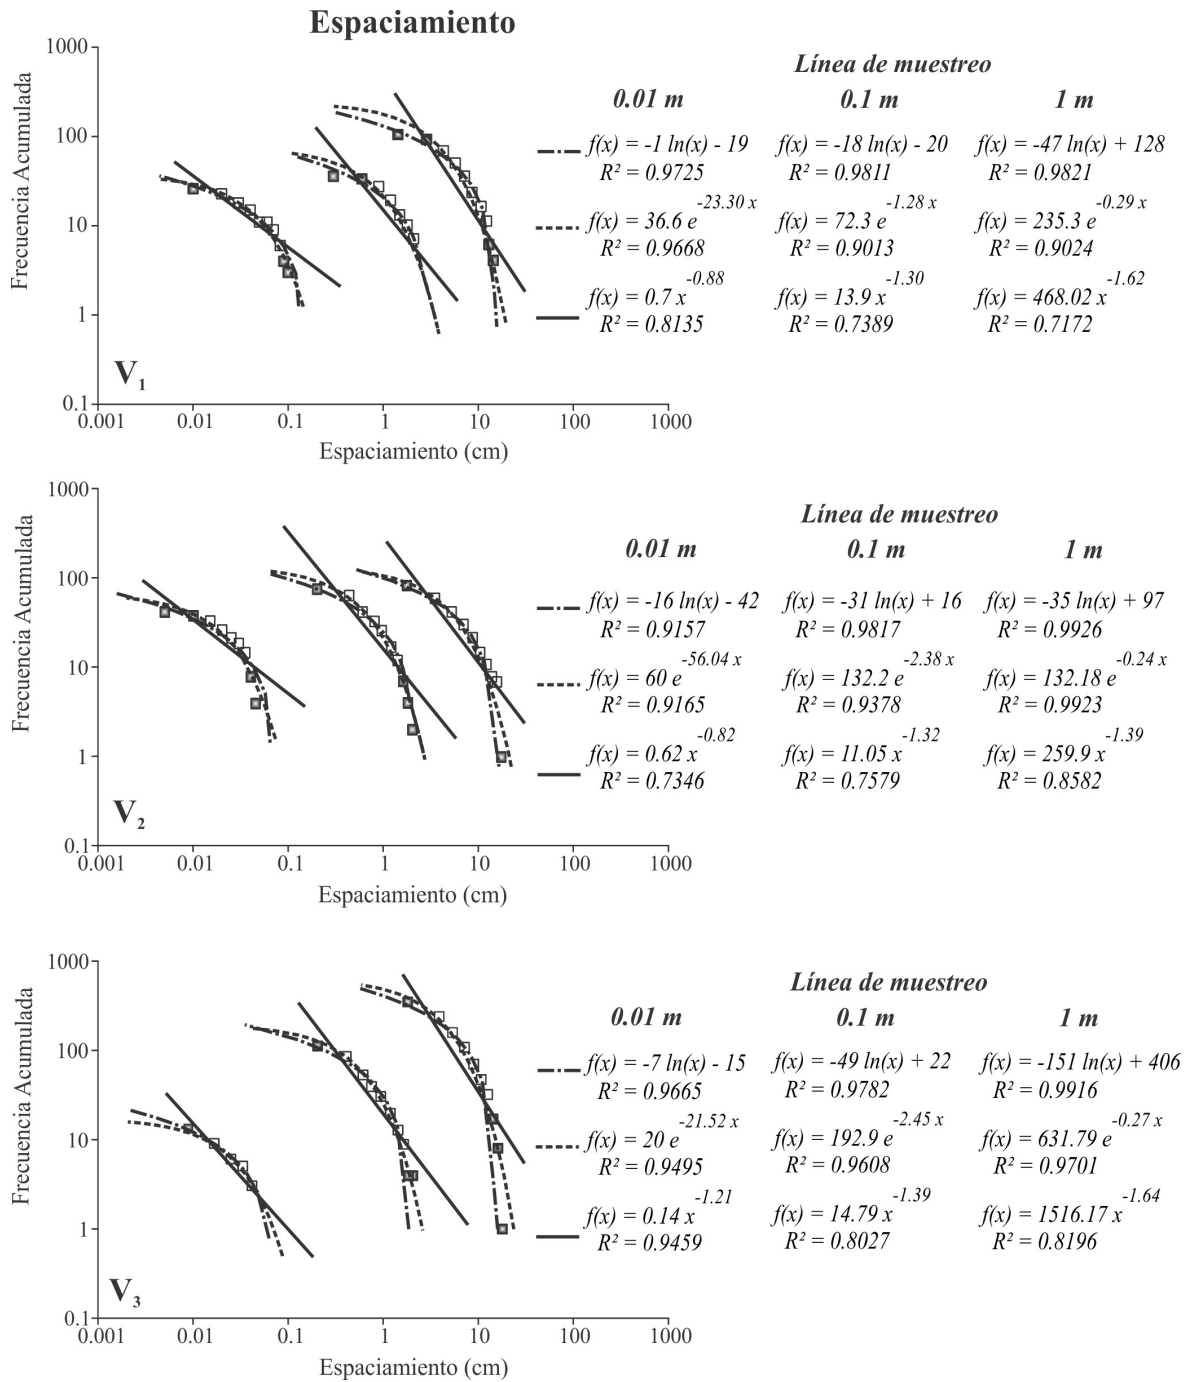 Espaciamiento
Línea de muestreo
0.01 m 0.1 m 1 m
f(x) = -1 ln(x) - 19 f(x) = -18 ln(x) - 20 f(x) = -47 ln(x) + 128
R² = 0.9725 R² = 0.9811 R² = 0.9821
f(x) = 36.6 e^-23.30 x f(x) = 72.3 e^-1.28 x f(x) = 235.3 e^-0.29 x
R² = 0.9668 R² = 0.9013 R² = 0.9024
f(x) = 0.7 x^-0.88 f(x) = 13.9 x^-1.30 f(x) = 468.02 x^-1.62
R² = 0.8135 R² = 0.7389 R² = 0.7172
Frecuencia Acumulada
1000
100
10
1
0.1
V₁
0.001 0.01 0.1 1 10 100 1000
Espaciamiento (cm)
Línea de muestreo
0.01 m 0.1 m 1 m
f(x) = -16 ln(x) - 42 f(x) = -31 ln(x) + 16 f(x) = -35 ln(x) + 97
R² = 0.9157 R² = 0.9817 R² = 0.9926
f(x) = 60 e^-56.04 x f(x) = 132.2 e^-2.38 x f(x) = 132.18 e^-0.24 x
R² = 0.9165 R² = 0.9378 R² = 0.9923
f(x) = 0.62 x^-0.82 f(x) = 11.05 x^-1.32 f(x) = 259.9 x^-1.39
R² = 0.7346 R² = 0.7579 R² = 0.8582
Frecuencia Acumulada
1000
100
10
1
0.1
V₂
0.001 0.01 0.1 1 10 100 1000
Espaciamiento (cm)
Línea de muestreo
0.01 m 0.1 m 1 m
f(x) = -7 ln(x) - 15 f(x) = -49 ln(x) + 22 f(x) = -151 ln(x) + 406
R² = 0.9665 R² = 0.9782 R² = 0.9916
f(x) = 20 e^-21.52 x f(x) = 192.9 e^-2.45 x f(x) = 631.79 e^-0.27 x
R² = 0.9495 R² = 0.9608 R² = 0.9701
f(x) = 0.14 x^-1.21 f(x) = 14.79 x^-1.39 f(x) = 1516.17 x^-1.64
R² = 0.9459 R² = 0.8027 R² = 0.8196
Frecuencia Acumulada
1000
100
10
1
0.1
V₃
0.001 0.01 0.1 1 10 100 1000
Espaciamiento (cm)